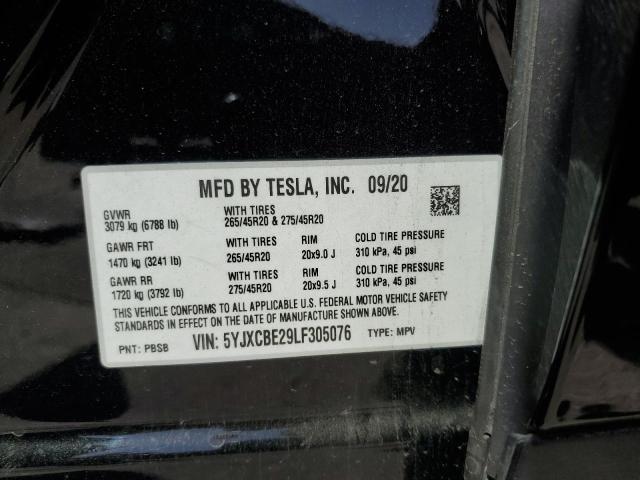 MFD BY TESLA, INC. 09/20
GVWR WITH TIRES
3079 kg (6788 lb) 265/45R20 & 275/45R20
GAWR FRT WITH TIRES RIM COLD TIRE PRESSURE
1470 kg (3241 lb) 265/45R20 20x9.0 J 310 kPa, 45 psi
GAWR RR WITH TIRES RIM COLD TIRE PRESSURE
1720 kg (3792 lb) 275/45R20 20x9.5 J 310 kPa, 45 psi
THIS VEHICLE CONFORMS TO ALL APPLICABLE U.S. FEDERAL MOTOR VEHICLE SAFETY
STANDARDS IN EFFECT ON THE DATE OF MANUFACTURE SHOWN ABOVE.
PNT: PBSB VIN: 5YJXCBE29LF305076 TYPE: MPV